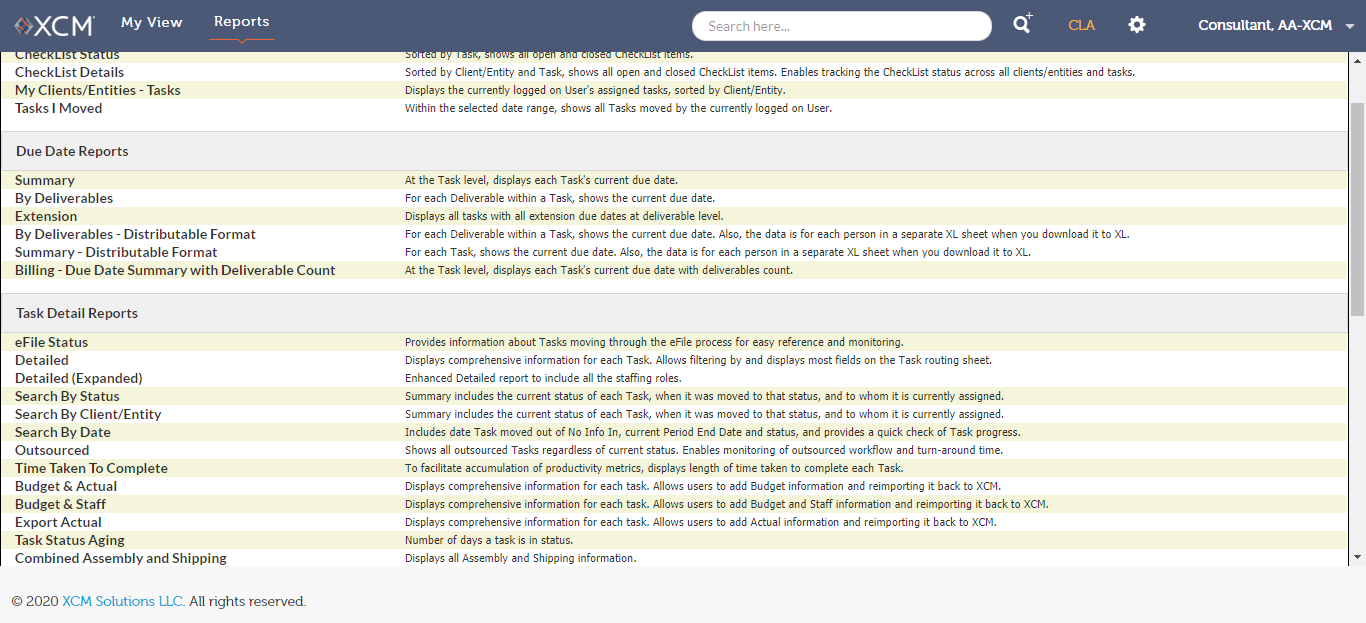 XCM My View Reports Search here... CLA Consultant, AA-XCM
CheckList Status Sorted by Task, shows all open and closed CheckList items.
CheckList Details Sorted by Client/Entity and Task, shows all open and closed CheckList items. Enables tracking the CheckList status across all clients/entities and tasks.
My Clients/Entities - Tasks Displays the currently logged on User's assigned tasks, sorted by Client/Entity.
Tasks I Moved Within the selected date range, shows all Tasks moved by the currently logged on User.
Due Date Reports
Summary At the Task level, displays each Task's current due date.
By Deliverables For each Deliverable within a Task, shows the current due date.
Extension Displays all tasks with all extension due dates at deliverable level.
By Deliverables - Distributable Format For each Deliverable within a Task, shows the current due date. Also, the data is for each person in a separate XL sheet when you download it to XL.
Summary - Distributable Format For each Task, shows the current due date. Also, the data is for each person in a separate XL sheet when you download it to XL.
Billing - Due Date Summary with Deliverable Count At the Task level, displays each Task's current due date with deliverables count.
Task Detail Reports
eFile Status Provides information about Tasks moving through the eFile process for easy reference and monitoring.
Detailed Displays comprehensive information for each Task. Allows filtering by and displays most fields on the Task routing sheet.
Detailed (Expanded) Enhanced Detailed report to include all the staffing roles.
Search By Status Summary includes the current status of each Task, when it was moved to that status, and to whom it is currently assigned.
Search By Client/Entity Summary includes the current status of each Task, when it was moved to that status, and to whom it is currently assigned.
Search By Date Includes date Task moved out of No Info In, current Period End Date and status, and provides a quick check of Task progress.
Outsourced Shows all outsourced Tasks regardless of current status. Enables monitoring of outsourced workflow and turn-around time.
Time Taken To Complete To facilitate accumulation of productivity metrics, displays length of time taken to complete each Task.
Budget & Actual Displays comprehensive information for each task. Allows users to add Budget information and reimporting it back to XCM.
Budget & Staff Displays comprehensive information for each task. Allows users to add Budget and Staff information and reimporting it back to XCM.
Export Actual Displays comprehensive information for each task. Allows users to add Actual information and reimporting it back to XCM.
Task Status Aging Number of days a task is in status.
Combined Assembly and Shipping Displays all Assembly and Shipping information.
© 2020 XCM Solutions LLC. All rights reserved.